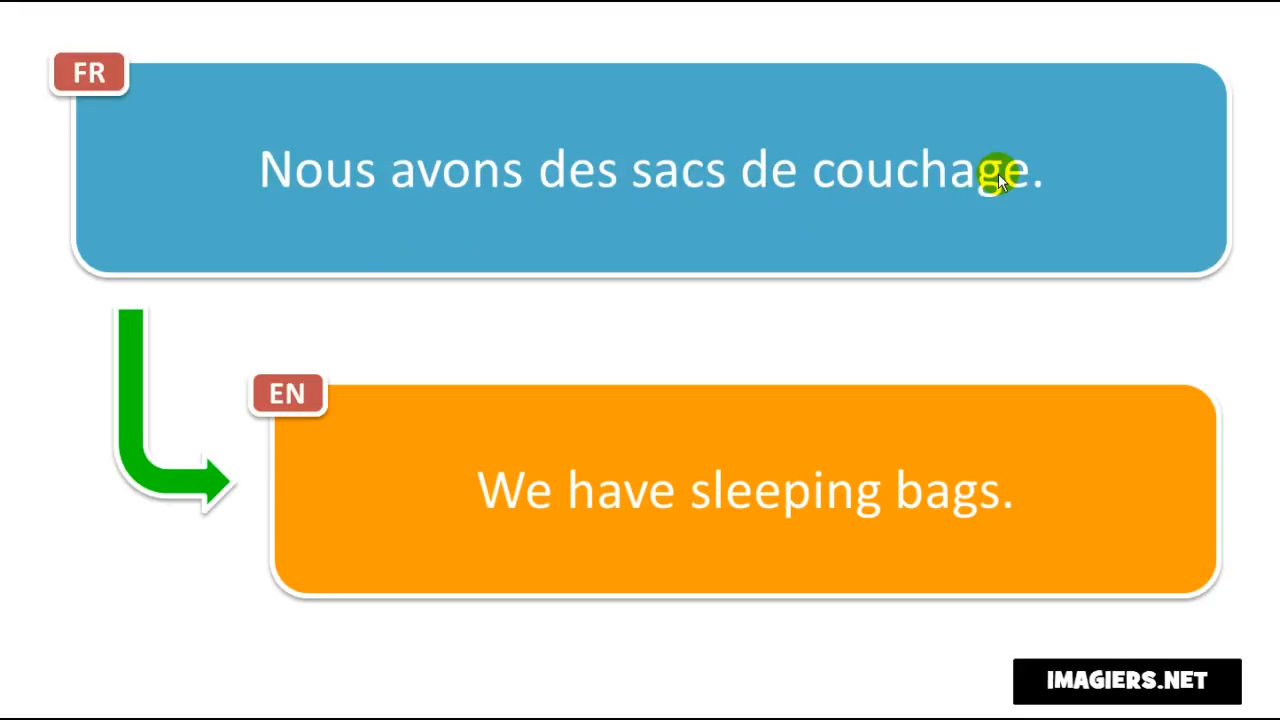 FR
Nous avons des sacs de couchage.
EN
We have sleeping bags.
IMAGIERS.NET